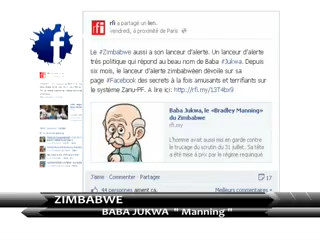 rfi
rfi a partagé un lien.
vendredi, à proximité de Paris
Le #Zimbabwe aussi a son lanceur d'alerte. Un lanceur d'alerte
très politique qui répond au beau nom de Baba #Jukwa. Depuis
six mois, le lanceur d'alerte zimbabwéen dévoile sur sa
page #Facebook des secrets à la fois amusants et terrifiants sur
le système Zanu-PF. A lire ici http://rfi.my/13T4bx9
Baba Jukwa, le «Bradley Manning»
du Zimbabwe
rfi.my
L'homme avait aussi mis en garde contre
le trucage du scrutin du 31 juillet. Sa tête
a été mise à prix par le régime requinqué
J'aime · Commenter · Partager
17
44 personnes aiment ça.
Meilleurs commentaires
ZIMBABWE
BABA JUKWA " Manning "